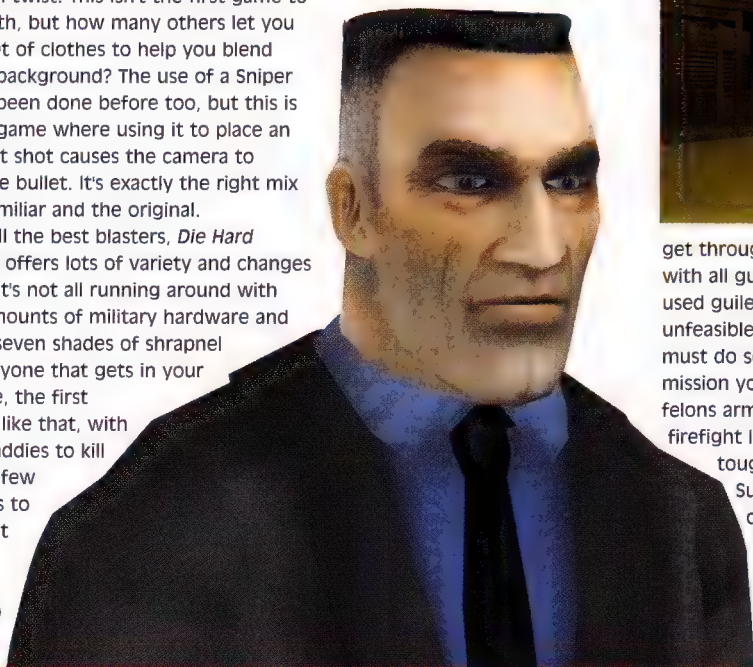 n twist. This isn't the first game to
th, but how many others let you
et of clothes to help you blend
background? The use of a Sniper
been done before too, but this is
game where using it to place an
t shot causes the camera to
e bullet. It's exactly the right mix
miliar and the original.
ll the best blasters, Die Hard
offers lots of variety and changes
t's not all running around with
mounts of military hardware and
seven shades of shrapnel
yone that gets in your
e, the first
like that, with
addies to kill
few
s to
t
get throug
with all gu
used guile
unfeasible
must do s
mission yo
felons arm
firefight l
toug
Su